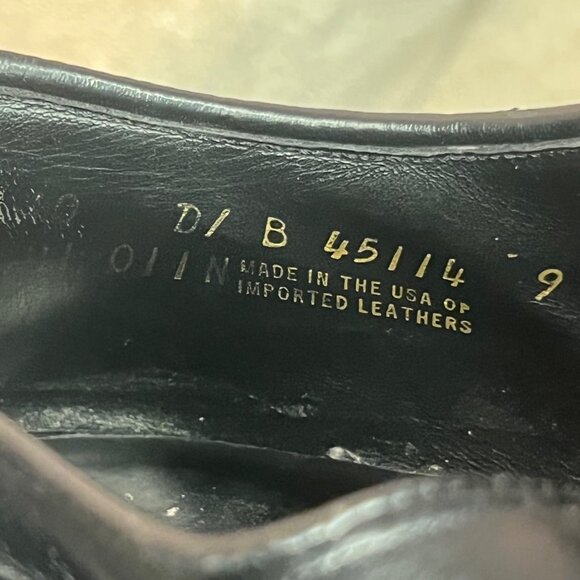 D/ B 45114 9
011N MADE IN THE USA OF
IMPORTED LEATHERS